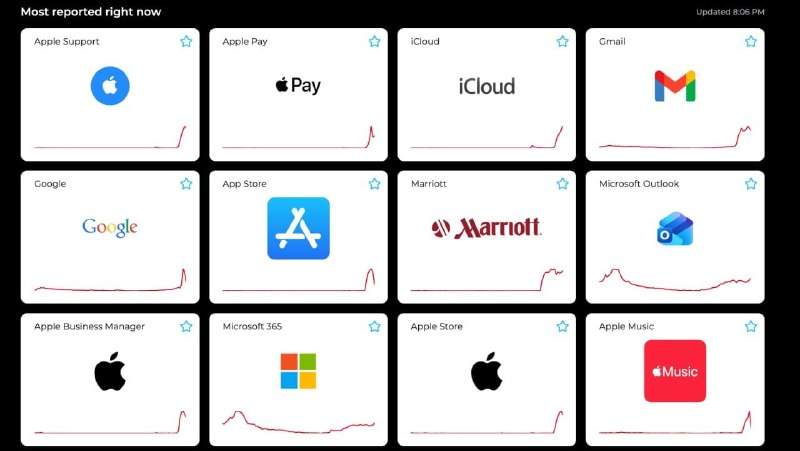 Most reported right now
Updated 8:06 PM
Apple Support
Apple Pay
Pay
iCloud
iCloud
Gmail
Google
Google
App Store
Marriott
Marriott
Microsoft Outlook
O
Apple Business Manager
Microsoft 365
Apple Store
Apple Music
Music